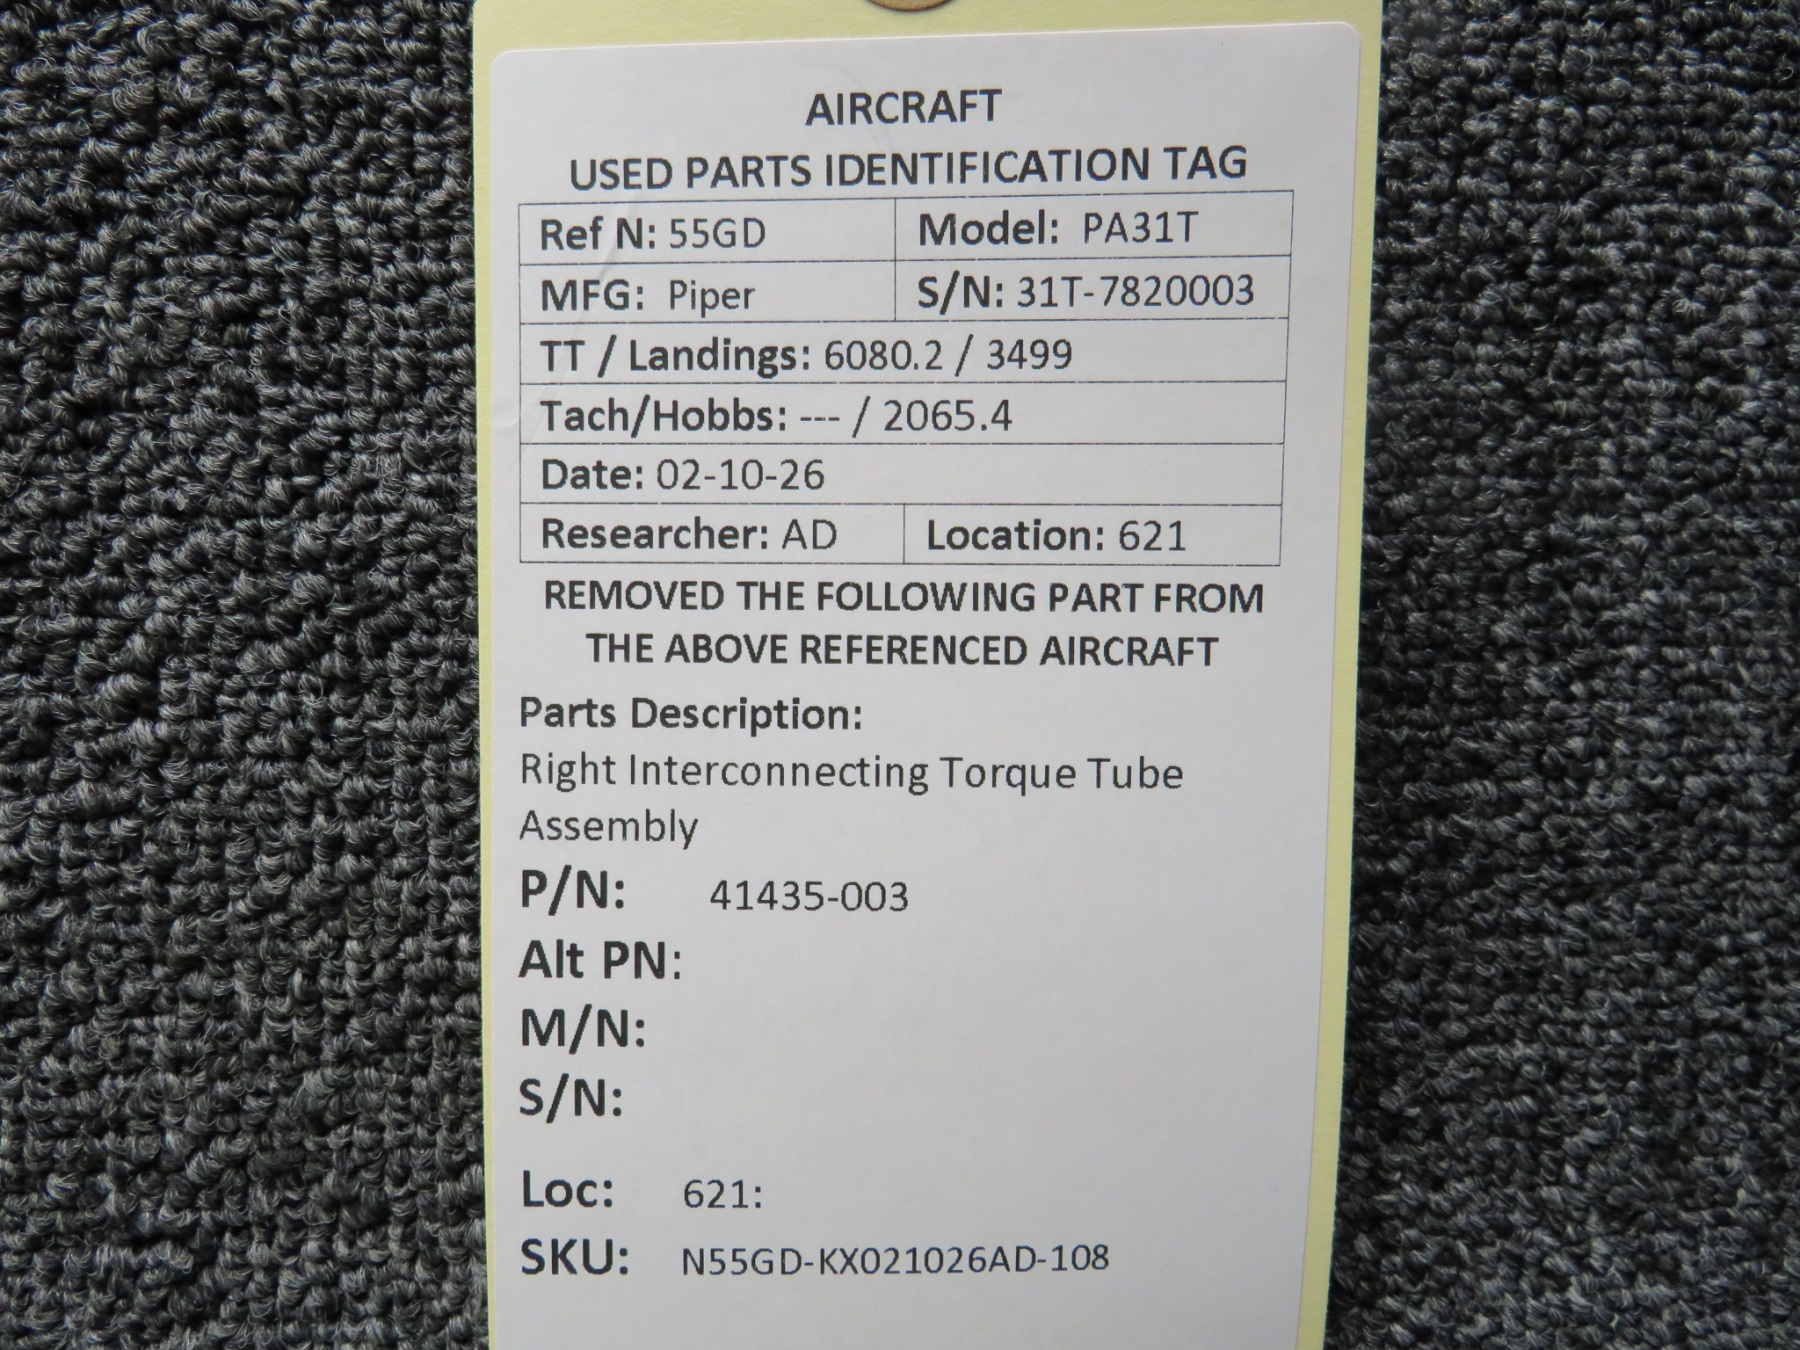 AIRCRAFT
USED PARTS IDENTIFICATION TAG
Ref N: 55GD Model: PA31T
MFG: Piper S/N: 31T-7820003
TT / Landings: 6080.2 / 3499
Tach/Hobbs: --- / 2065.4
Date: 02-10-26
Researcher: AD Location: 621
REMOVED THE FOLLOWING PART FROM
THE ABOVE REFERENCED AIRCRAFT
Parts Description:
Right Interconnecting Torque Tube
Assembly
P/N: 41435-003
Alt PN:
M/N:
S/N:
Loc: 621:
SKU: N55GD-KX021026AD-108